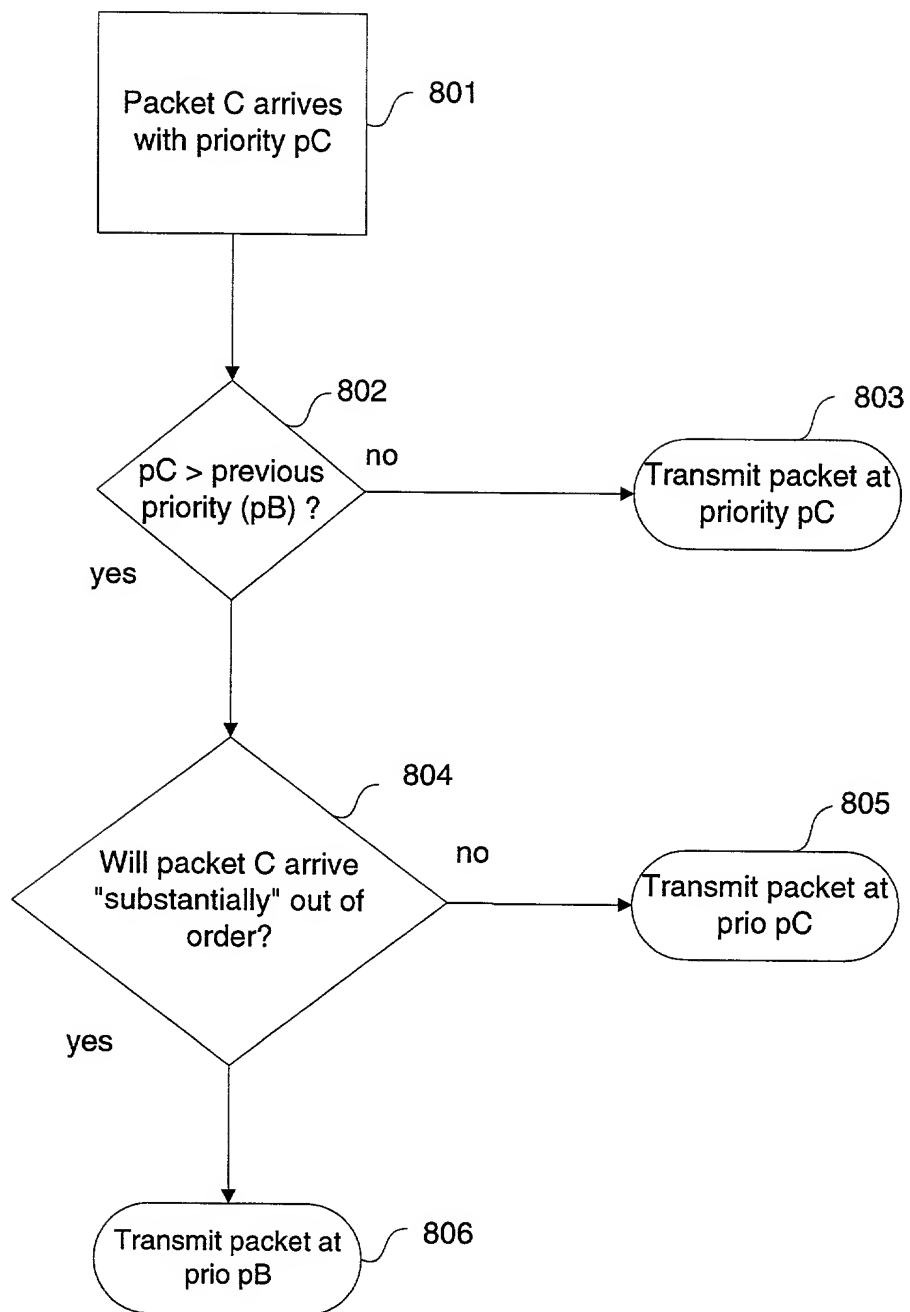 Packet C arrives
with priority pC
801
802
pC > previous
priority (pB) ?
no
803
Transmit packet at
priority pC
yes
804
Will packet C arrive
"substantially" out of
order?
no
805
Transmit packet at
prio pC
yes
Transmit packet at
prio pB
806